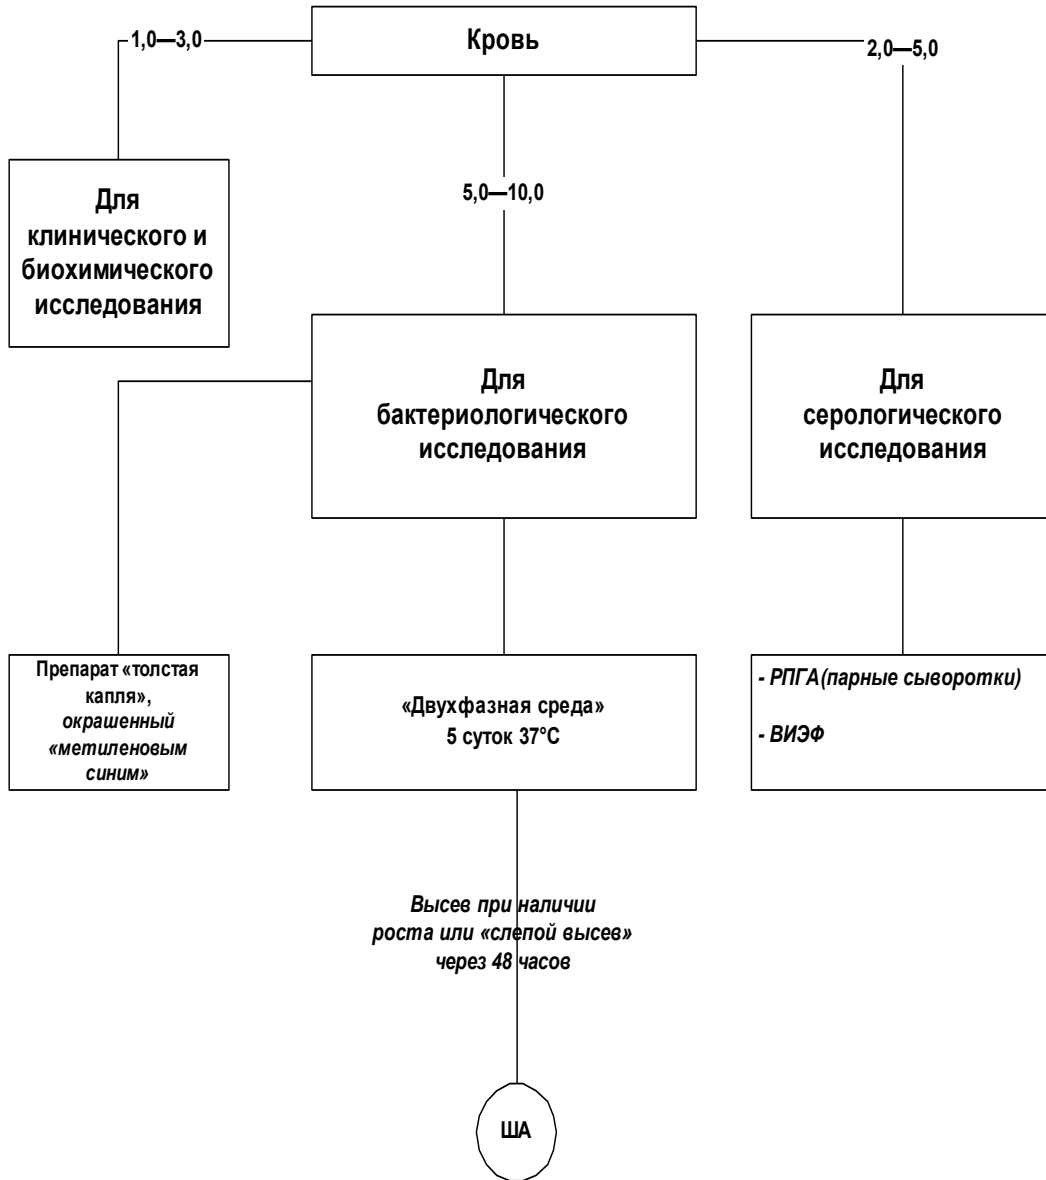 Кровь
1,0—3,0
2,0—5,0
5,0—10,0
Для
клинического и
биохимического
исследования
Для
бактериологического
исследования
Для
серологического
исследования
Препарат «толстая
капля»,
окрашенный
«метиленовым
синим»
«Двухфазная среда»
5 суток 37°С
- РПГА(парные сыворотки)
- ВИЭФ
Высев при наличии
роста или «слепой высев»
через 48 часов
ША